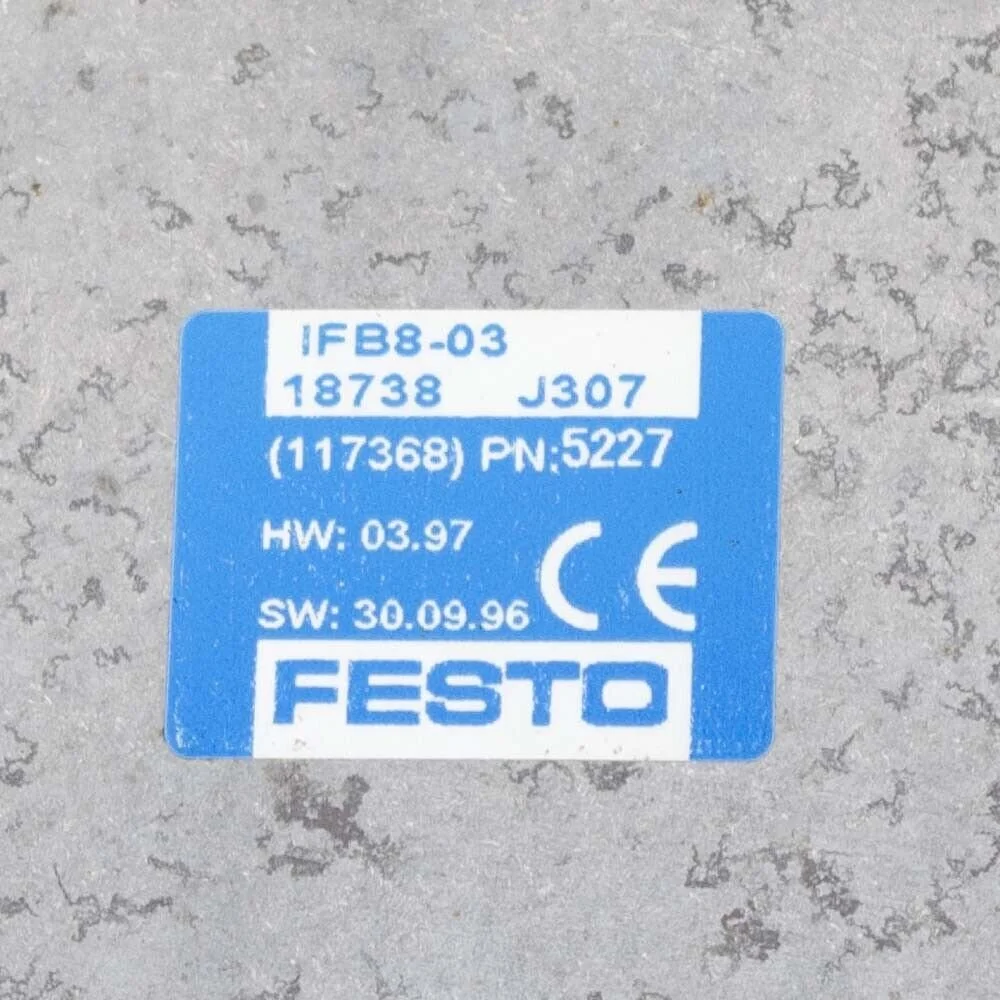 IFB8-03
18738 J307
(117368) PN:5227
HW: 03.97
SW: 30.09.96
CE
FESTO